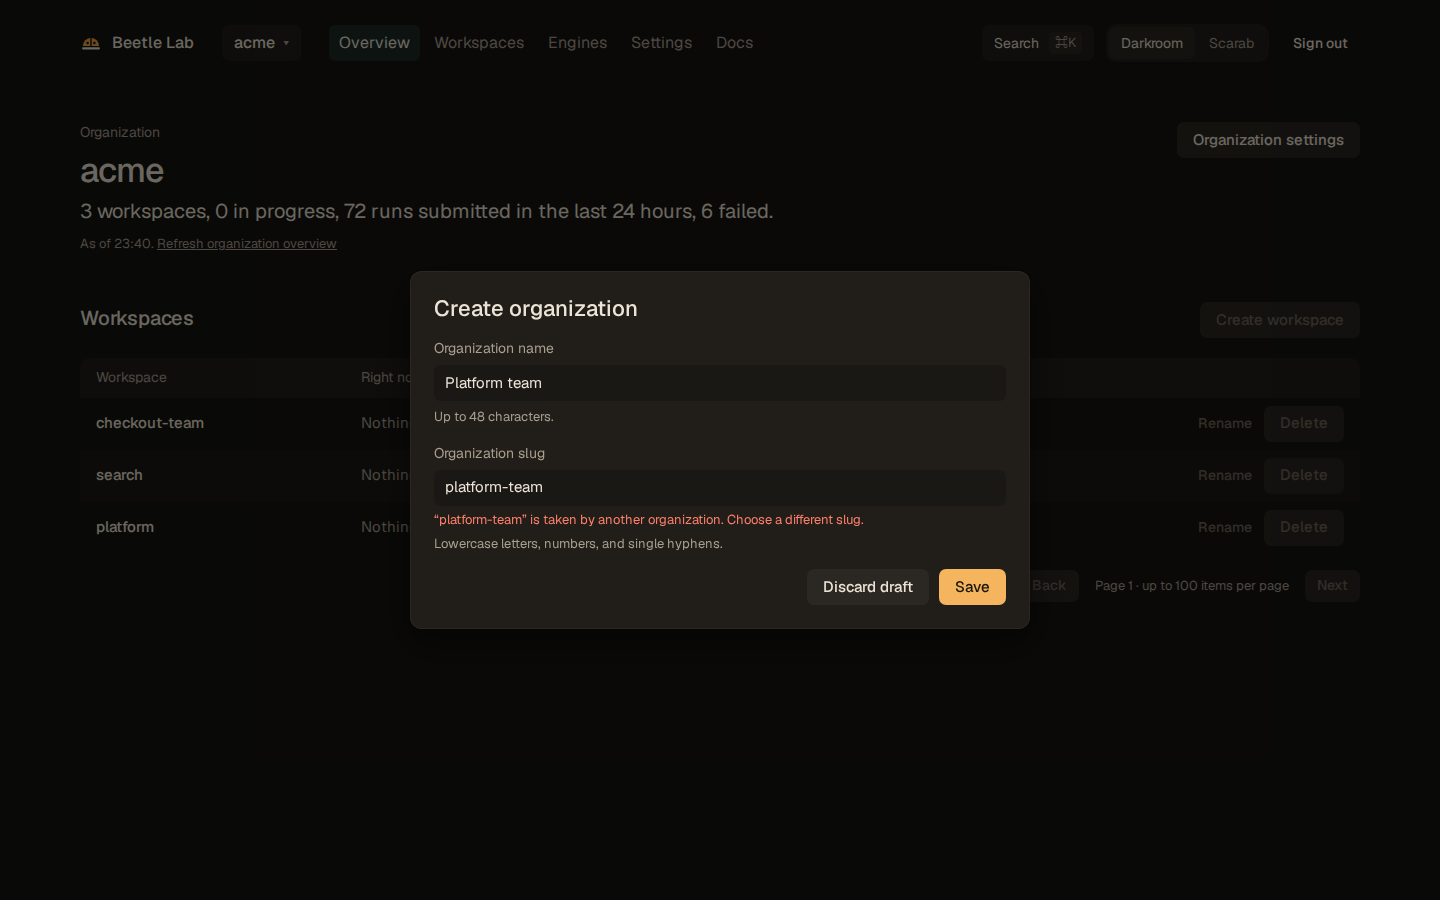 Beetle Lab
acme
Overview
Workspaces
Engines
Settings
Docs
Search ⌘K
Darkroom
Scarab
Sign out
Organization
acme
Organization settings
3 workspaces, 0 in progress, 72 runs submitted in the last 24 hours, 6 failed.
As of 23:40. Refresh organization overview
Workspaces
Create workspace
Workspace
Right no
checkout-team
Nothin
Rename
Delete
search
Nothin
Rename
Delete
platform
Nothin
Rename
Delete
Back
Page 1 · up to 100 items per page
Next
Create organization
Organization name
Platform team
Up to 48 characters.
Organization slug
platform-team
“platform-team” is taken by another organization. Choose a different slug.
Lowercase letters, numbers, and single hyphens.
Discard draft
Save